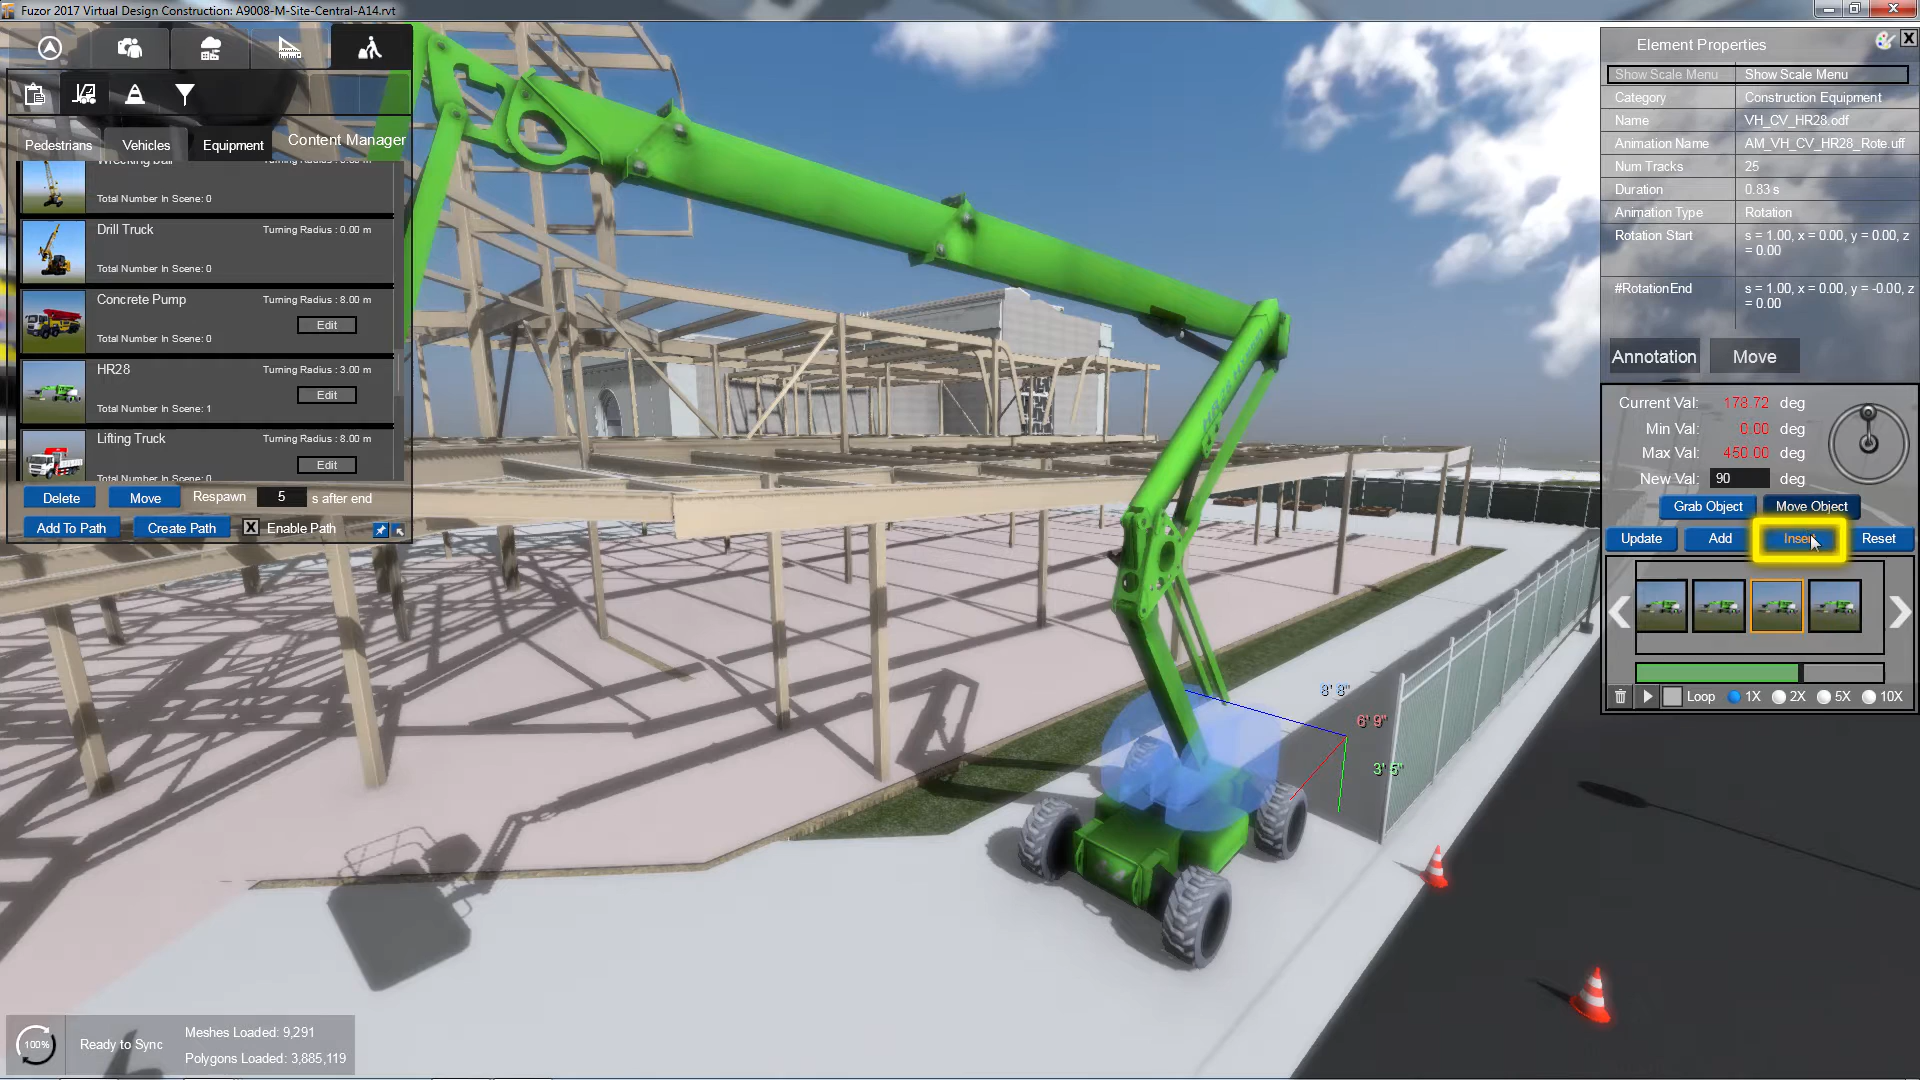 Fuzor 2017 Virtual Design Construction: A9008-M-Site-Central-A14.rvt
Pedestrians
Vehicles
Equipment
Content Manager
Wrecking Ball
Total Number In Scene: 0
Drill Truck
Turning Radius : 0.00 m
Total Number In Scene: 0
Concrete Pump
Turning Radius : 8.00 m
Edit
Total Number In Scene: 0
HR28
Turning Radius : 3.00 m
Edit
Total Number In Scene: 1
Lifting Truck
Turning Radius : 8.00 m
Edit
Total Number In Scene: 0
Delete
Move
Respawn
5
s after end
Add To Path
Create Path
X
Enable Path
Element Properties
X
Show Scale Menu
Show Scale Menu
Category
Construction Equipment
Name
VH_CV_HR28.odf
Animation Name
AM_VH_CV_HR28_Rote.uff
Num Tracks
25
Duration
0.83 s
Animation Type
Rotation
Rotation Start
s = 1.00, x = 0.00, y = 0.00, z
= 0.00
#RotationEnd
s = 1.00, x = 0.00, y = -0.00, z
= 0.00
Annotation
Move
Current Val: 178.72 deg
Min Val: 0.00 deg
Max Val: 450.00 deg
New Val: 90 deg
Grab Object
Move Object
Update
Add
Reset
Loop
1X
2X
5X
10X
8' 8"
6' 9"
3' 5"
100%
Ready to Sync
Meshes Loaded: 9,291
Polygons Loaded: 3,885,119